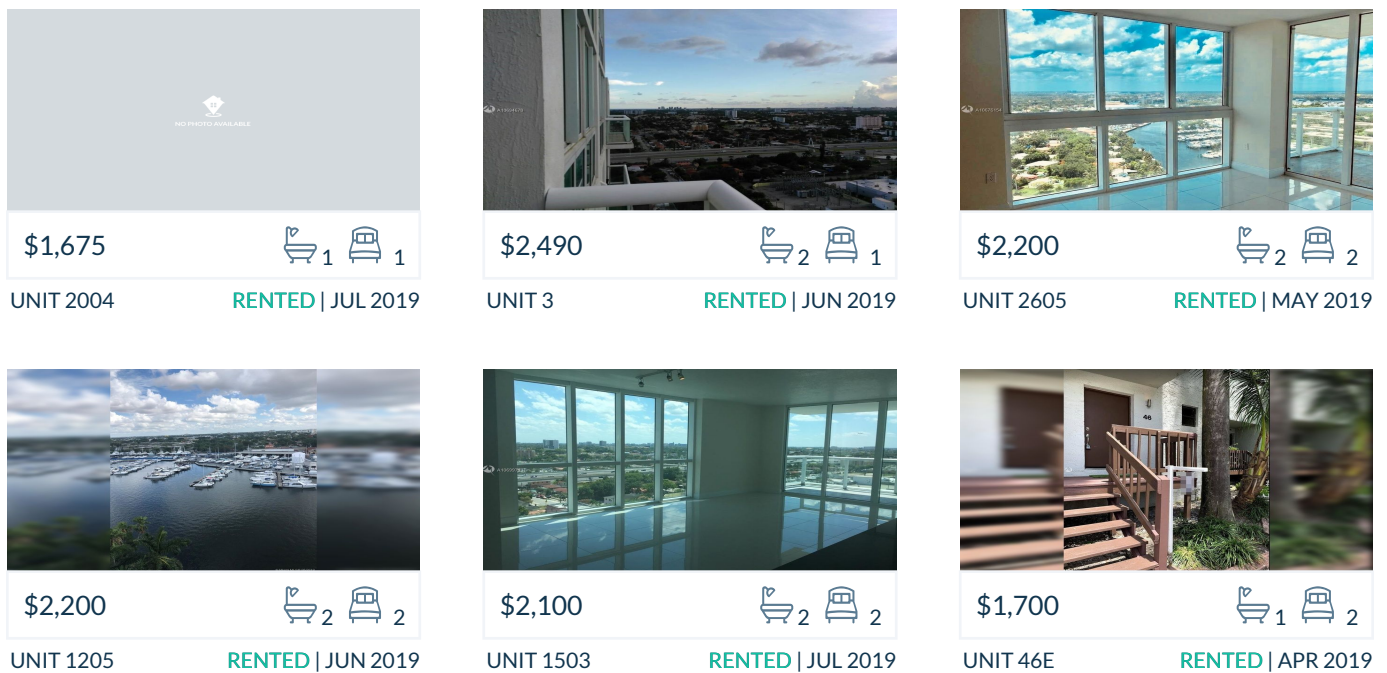 NO PHOTO AVAILABLE
$1,675 1 1
UNIT 2004 RENTED | JUL 2019
$2,490 2 1
UNIT 3 RENTED | JUN 2019
$2,200 2 2
UNIT 2605 RENTED | MAY 2019
$2,200 2 2
UNIT 1205 RENTED | JUN 2019
$2,100 2 2
UNIT 1503 RENTED | JUL 2019
46
$1,700 1 2
UNIT 46E RENTED | APR 2019